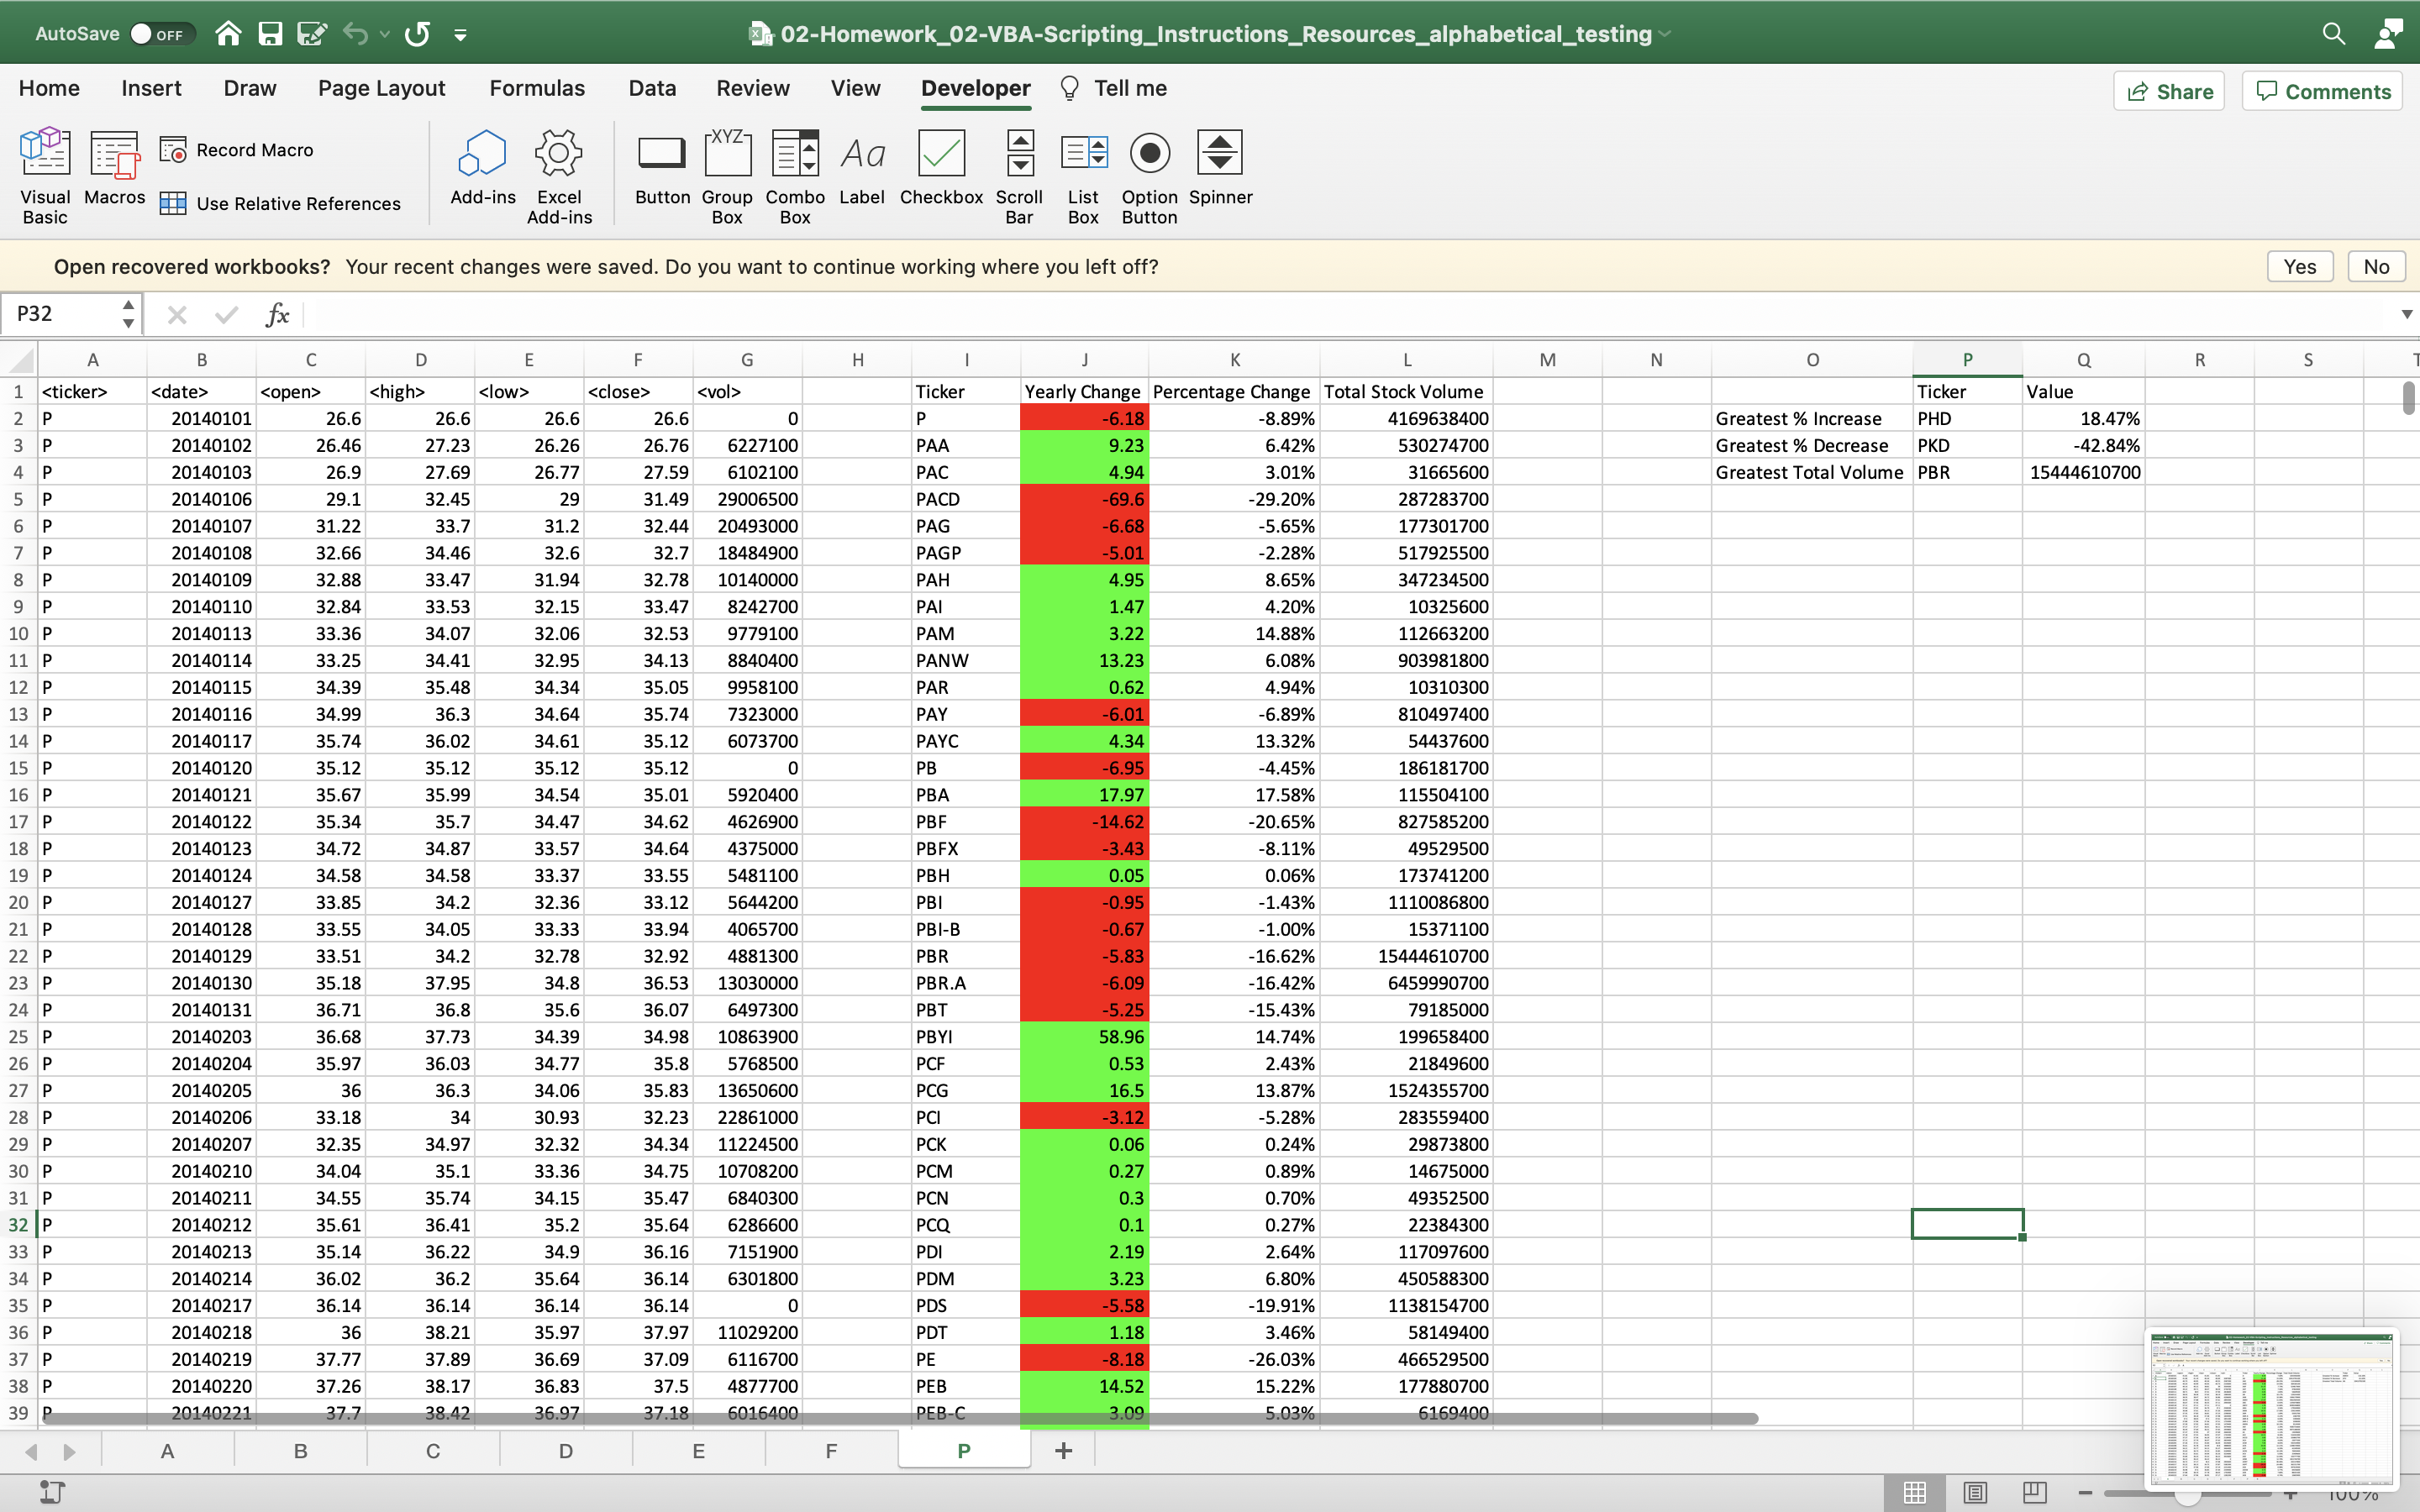 AutoSave OFF 02-Homework_02-VBA-Scripting_Instructions_Resources_alphabetical_testing
Home Insert Draw Page Layout Formulas Data Review View Developer Tell me Share Comments
Visual Basic Macros Record Macro Use Relative References Add-ins Excel Add-ins Button XYZ Group Box Combo Box Aa Label Checkbox Scroll Bar List Box Option Button Spinner
Open recovered workbooks? Your recent changes were saved. Do you want to continue working where you left off? Yes No
P32 fx
A B C D E F G H I J K L M N O P Q R S T
1 <ticker> <date> <open> <high> <low> <close> <vol> Ticker Yearly Change Percentage Change Total Stock Volume Ticker Value
2 P 20140101 26.6 26.6 26.6 26.6 0 P -6.18 -8.89% 4169638400 Greatest % Increase PHD 18.47%
3 P 20140102 26.46 27.23 26.26 26.76 6227100 PAA 9.23 6.42% 530274700 Greatest % Decrease PKD -42.84%
4 P 20140103 26.9 27.69 26.77 27.59 6102100 PAC 4.94 3.01% 31665600 Greatest Total Volume PBR 15444610700
5 P 20140106 29.1 32.45 29 31.49 29006500 PACD -69.6 -29.20% 287283700
6 P 20140107 31.22 33.7 31.2 32.44 20493000 PAG -6.68 -5.65% 177301700
7 P 20140108 32.66 34.46 32.6 32.7 18484900 PAGP -5.01 -2.28% 517925500
8 P 20140109 32.88 33.47 31.94 32.78 10140000 PAH 4.95 8.65% 347234500
9 P 20140110 32.84 33.53 32.15 33.47 8242700 PAI 1.47 4.20% 10325600
10 P 20140113 33.36 34.07 32.06 32.53 9779100 PAM 3.22 14.88% 112663200
11 P 20140114 33.25 34.41 32.95 34.13 8840400 PANW 13.23 6.08% 903981800
12 P 20140115 34.39 35.48 34.34 35.05 9958100 PAR 0.62 4.94% 10310300
13 P 20140116 34.99 36.3 34.64 35.74 7323000 PAY -6.01 -6.89% 810497400
14 P 20140117 35.74 36.02 34.61 35.12 6073700 PAYC 4.34 13.32% 54437600
15 P 20140120 35.12 35.12 35.12 35.12 0 PB -6.95 -4.45% 186181700
16 P 20140121 35.67 35.99 34.54 35.01 5920400 PBA 17.97 17.58% 115504100
17 P 20140122 35.34 35.7 34.47 34.62 4626900 PBF -14.62 -20.65% 827585200
18 P 20140123 34.72 34.87 33.57 34.64 4375000 PBFX -3.43 -8.11% 49529500
19 P 20140124 34.58 34.58 33.37 33.55 5481100 PBH 0.05 0.06% 173741200
20 P 20140127 33.85 34.2 32.36 33.12 5644200 PBI -0.95 -1.43% 1110086800
21 P 20140128 33.55 34.05 33.33 33.94 4065700 PBI-B -0.67 -1.00% 15371100
22 P 20140129 33.51 34.2 32.78 32.92 4881300 PBR -5.83 -16.62% 15444610700
23 P 20140130 35.18 37.95 34.8 36.53 13030000 PBR.A -6.09 -16.42% 6459990700
24 P 20140131 36.71 36.8 35.6 36.07 6497300 PBT -5.25 -15.43% 79185000
25 P 20140203 36.68 37.73 34.39 34.98 10863900 PBYI 58.96 14.74% 199658400
26 P 20140204 35.97 36.03 34.77 35.8 5768500 PCF 0.53 2.43% 21849600
27 P 20140205 36 36.3 34.06 35.83 13650600 PCG 16.5 13.87% 1524355700
28 P 20140206 33.18 34 30.93 32.23 22861000 PCI -3.12 -5.28% 283559400
29 P 20140207 32.35 34.97 32.32 34.34 11224500 PCK 0.06 0.24% 29873800
30 P 20140210 34.04 35.1 33.36 34.75 10708200 PCM 0.27 0.89% 14675000
31 P 20140211 34.55 35.74 34.15 35.47 6840300 PCN 0.3 0.70% 49352500
32 P 20140212 35.61 36.41 35.2 35.64 6286600 PCQ 0.1 0.27% 22384300
33 P 20140213 35.14 36.22 34.9 36.16 7151900 PDI 2.19 2.64% 117097600
34 P 20140214 36.02 36.2 35.64 36.14 6301800 PDM 3.23 6.80% 450588300
35 P 20140217 36.14 36.14 36.14 36.14 0 PDS -5.58 -19.91% 1138154700
36 P 20140218 36 38.21 35.97 37.97 11029200 PDT 1.18 3.46% 58149400
37 P 20140219 37.77 37.89 36.69 37.09 6116700 PE -8.18 -26.03% 466529500
38 P 20140220 37.26 38.17 36.83 37.5 4877700 PEB 14.52 15.22% 177880700
39 P 20140221 37.7 38.42 36.97 37.18 6016400 PEB-C 3.09 5.03% 6169400
A B C D E F P +
100%